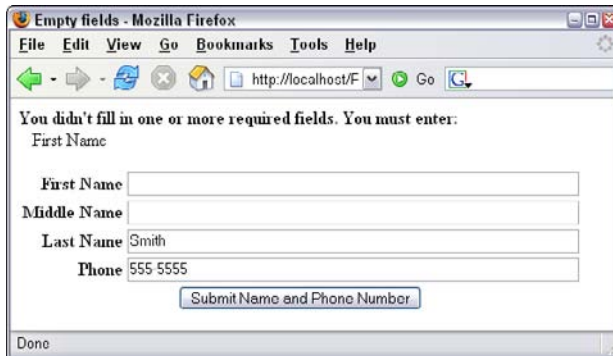 Empty fields - Mozilla Firefox
File Edit View Go Bookmarks Tools Help
http://localhost/F Go G
You didn't fill in one or more required fields. You must enter:
First Name
First Name
Middle Name
Last Name Smith
Phone 555 5555
Submit Name and Phone Number
Done